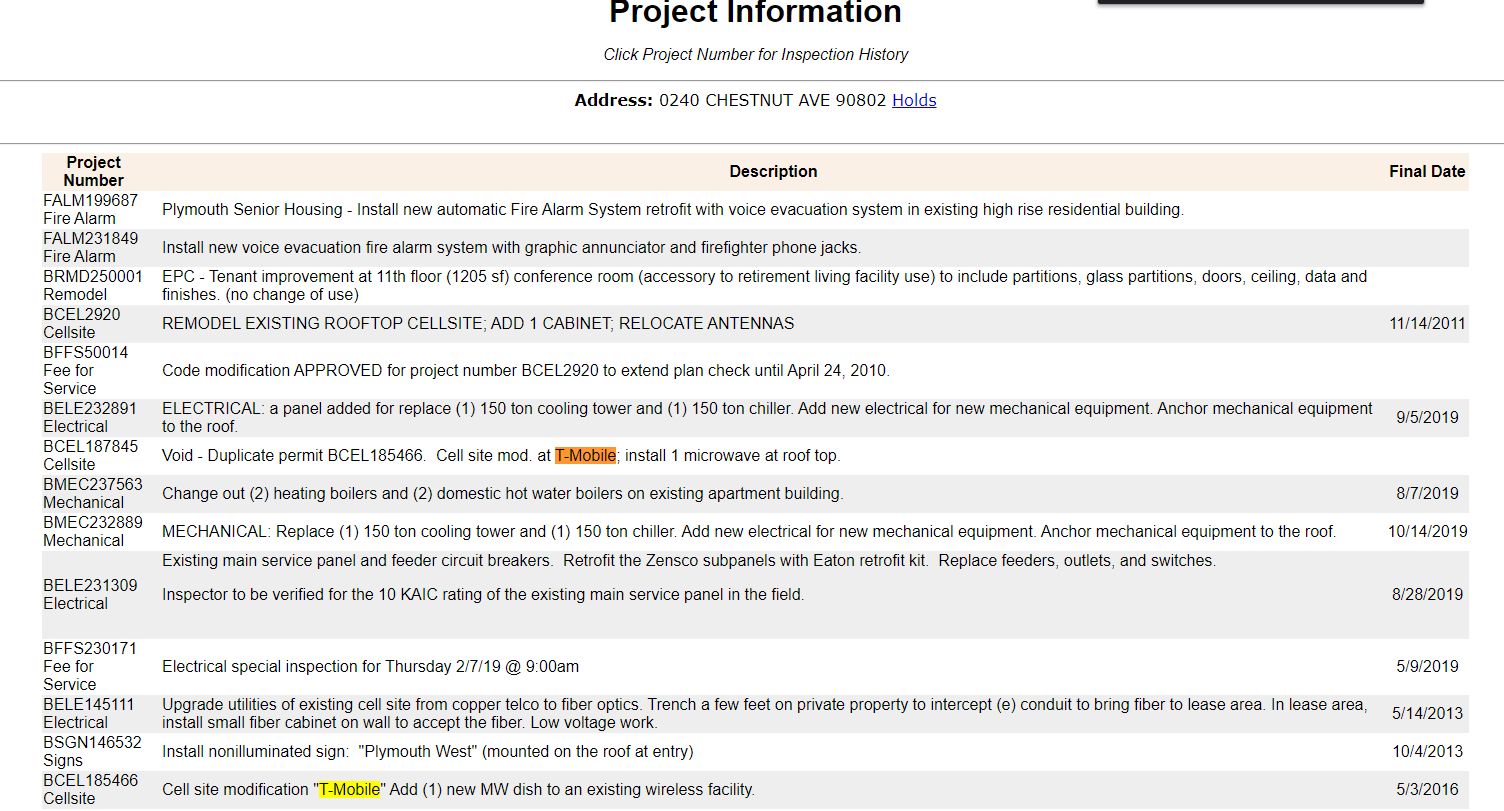 Project Information
Click Project Number for Inspection History
Address: 0240 CHESTNUT AVE 90802 Holds
Project
Number
Description
Final Date
FALM199687
Fire Alarm
Plymouth Senior Housing - Install new automatic Fire Alarm System retrofit with voice evacuation system in existing high rise residential building.
FALM231849
Fire Alarm
Install new voice evacuation fire alarm system with graphic annunciator and firefighter phone jacks.
BRMD250001
Remodel
EPC - Tenant improvement at 11th floor (1205 sf) conference room (accessory to retirement living facility use) to include partitions, glass partitions, doors, ceiling, data and
finishes. (no change of use)
BCEL2920
Cellsite
REMODEL EXISTING ROOFTOP CELLSITE; ADD 1 CABINET; RELOCATE ANTENNAS
11/14/2011
BFFS50014
Fee for
Service
Code modification APPROVED for project number BCEL2920 to extend plan check until April 24, 2010.
BELE232891
Electrical
ELECTRICAL: a panel added for replace (1) 150 ton cooling tower and (1) 150 ton chiller. Add new electrical for new mechanical equipment. Anchor mechanical equipment
to the roof.
9/5/2019
BCEL187845
Cellsite
Void - Duplicate permit BCEL185466.  Cell site mod. at T-Mobile; install 1 microwave at roof top.
BMEC237563
Mechanical
Change out (2) heating boilers and (2) domestic hot water boilers on existing apartment building.
8/7/2019
BMEC232889
Mechanical
MECHANICAL: Replace (1) 150 ton cooling tower and (1) 150 ton chiller. Add new electrical for new mechanical equipment. Anchor mechanical equipment to the roof.
10/14/2019
BELE231309
Electrical
Existing main service panel and feeder circuit breakers.  Retrofit the Zensco subpanels with Eaton retrofit kit.  Replace feeders, outlets, and switches.
Inspector to be verified for the 10 KAIC rating of the existing main service panel in the field.
8/28/2019
BFFS230171
Fee for
Service
Electrical special inspection for Thursday 2/7/19 @ 9:00am
5/9/2019
BELE145111
Electrical
Upgrade utilities of existing cell site from copper telco to fiber optics. Trench a few feet on private property to intercept (e) conduit to bring fiber to lease area. In lease area,
install small fiber cabinet on wall to accept the fiber. Low voltage work.
5/14/2013
BSGN146532
Signs
Install nonilluminated sign:  "Plymouth West" (mounted on the roof at entry)
10/4/2013
BCEL185466
Cellsite
Cell site modification "T-Mobile" Add (1) new MW dish to an existing wireless facility.
5/3/2016